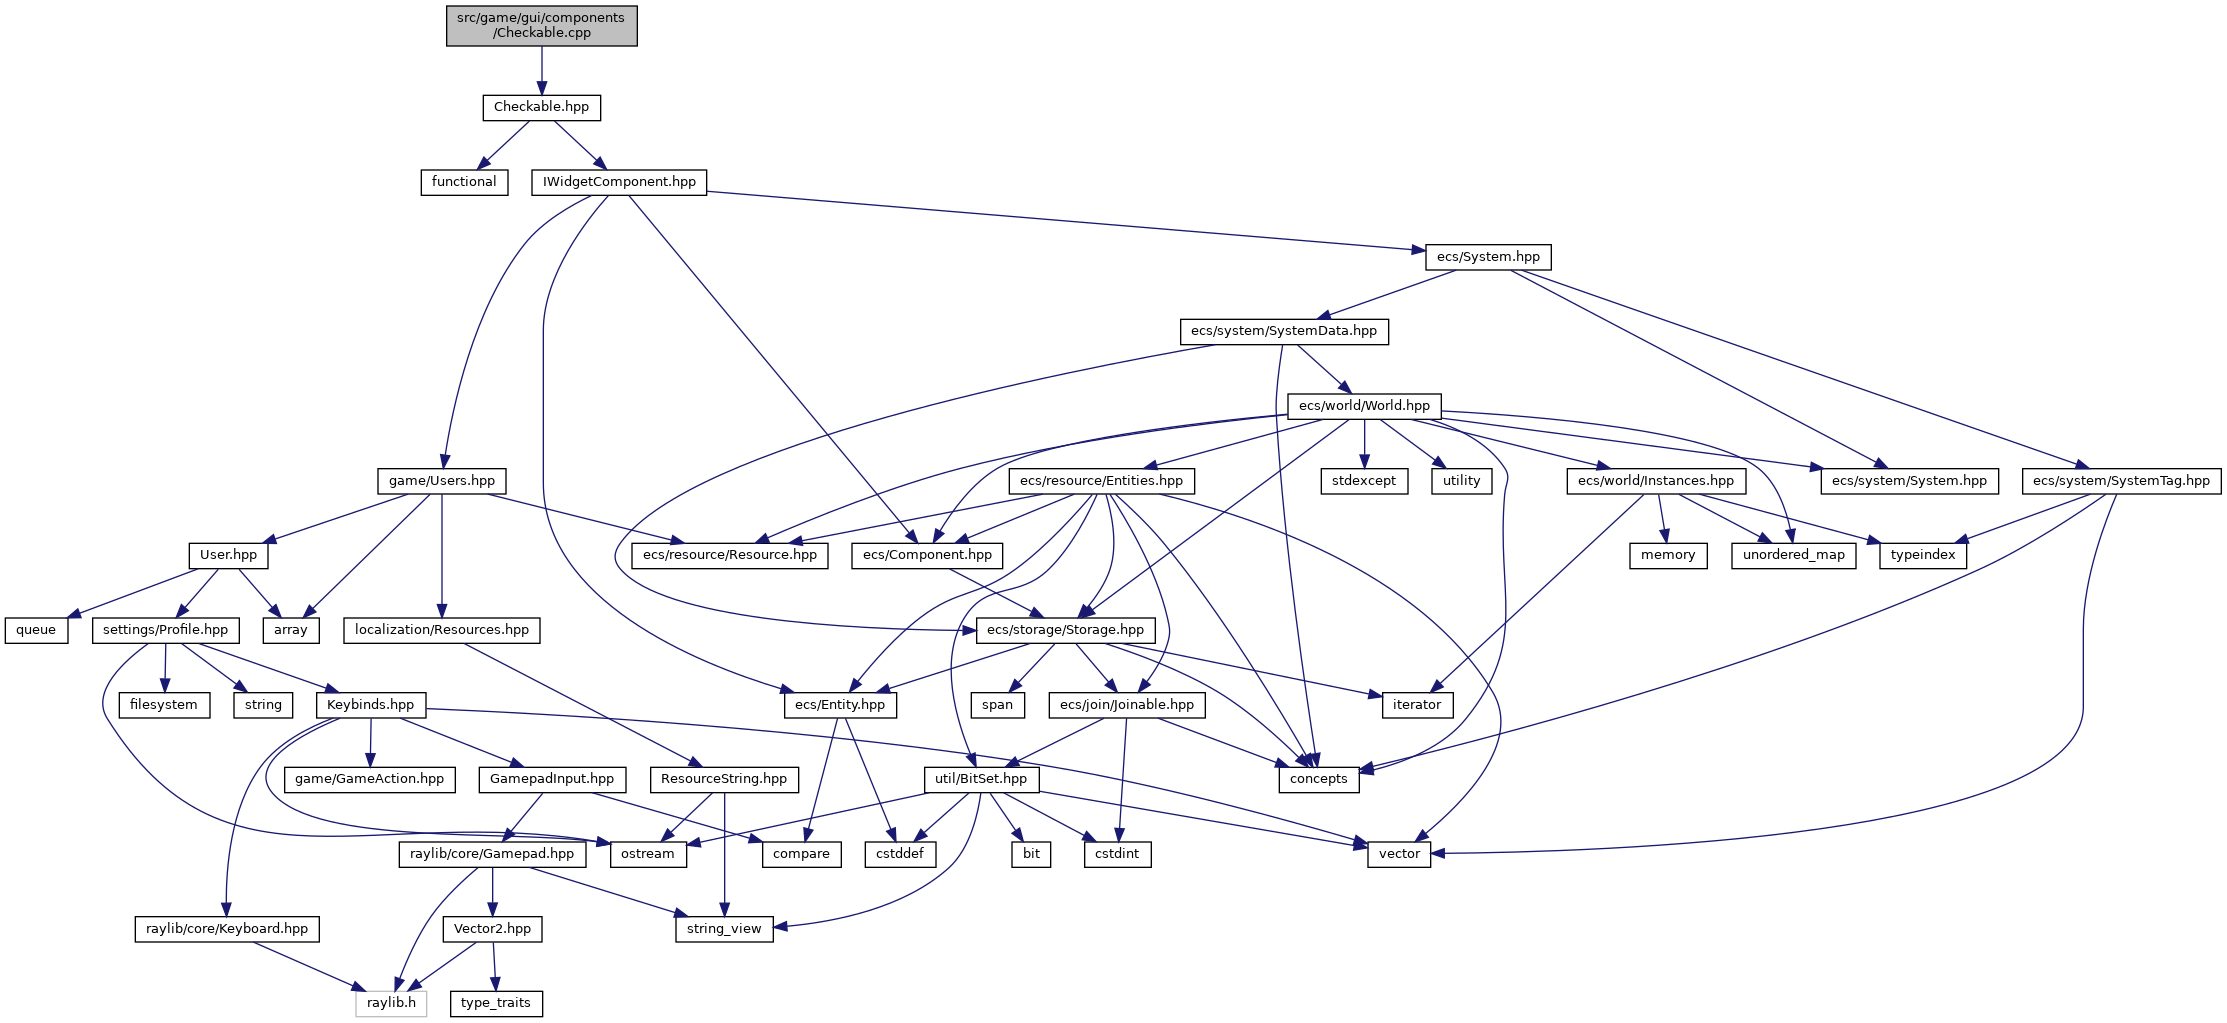 src/game/gui/components
/Checkable.cpp
Checkable.hpp
functional
IWidgetComponent.hpp
ecs/System.hpp
ecs/system/SystemData.hpp
ecs/world/World.hpp
game/Users.hpp
ecs/resource/Entities.hpp
stdexcept
utility
ecs/world/Instances.hpp
ecs/system/System.hpp
ecs/system/SystemTag.hpp
User.hpp
ecs/resource/Resource.hpp
ecs/Component.hpp
memory
unordered_map
typeindex
queue
settings/Profile.hpp
array
localization/Resources.hpp
ecs/storage/Storage.hpp
filesystem
string
Keybinds.hpp
ecs/Entity.hpp
span
ecs/join/Joinable.hpp
iterator
game/GameAction.hpp
GamepadInput.hpp
ResourceString.hpp
util/BitSet.hpp
concepts
raylib/core/Gamepad.hpp
ostream
compare
cstddef
bit
cstdint
vector
raylib/core/Keyboard.hpp
Vector2.hpp
string_view
raylib.h
type_traits